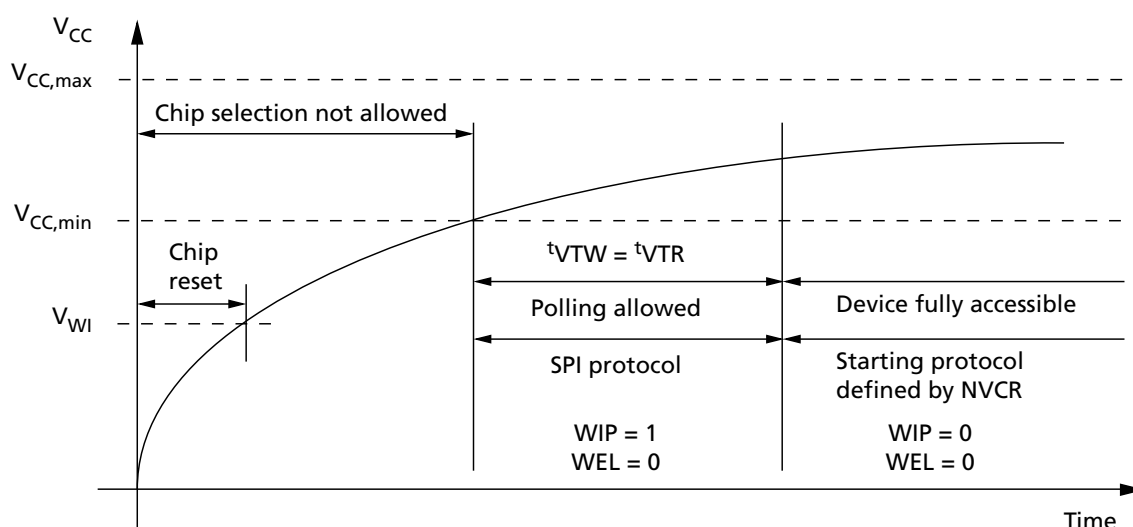 VCC
VCC,max
Chip selection not allowed
VCC,min
Chip
reset
tVTW = tVTR
VWI
Polling allowed
Device fully accessible
SPI protocol
Starting protocol
defined by NVCR
WIP = 1
WEL = 0
WIP = 0
WEL = 0
Time